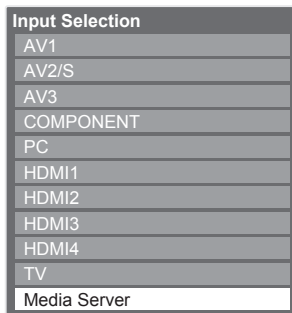 Input Selection
AV1
AV2/S
AV3
COMPONENT
PC
HDMI1
HDMI2
HDMI3
HDMI4
TV
Media Server